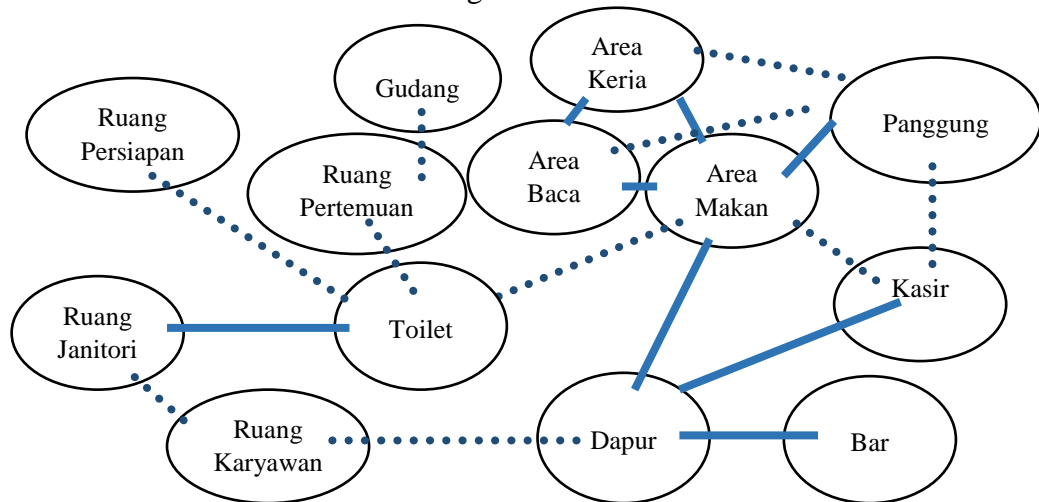 Area
Kerja
Gudang
Ruang
Persiapan
Panggung
Ruang
Pertemuan
Area
Baca
Area
Makan
Kasir
Ruang
Janitori
Toilet
Ruang
Karyawan
Dapur
Bar